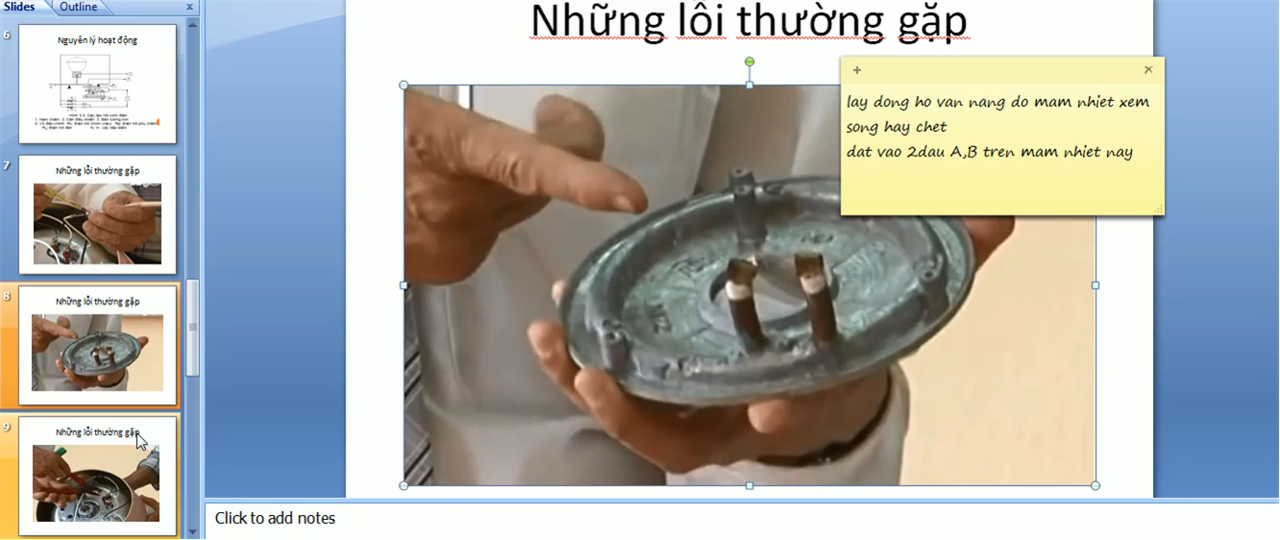 Slides
Outline
x
6
Nguyên lý hoạt động
7
Những lỗi thường gặp
8
Những lỗi thường gặp
9
Những lỗi thường gặp
Những lỗi thường gặp
lay dong ho van nang do mam nhiet xem
song hay chet
dat vao 2dau A,B tren mam nhiet nay
Click to add notes